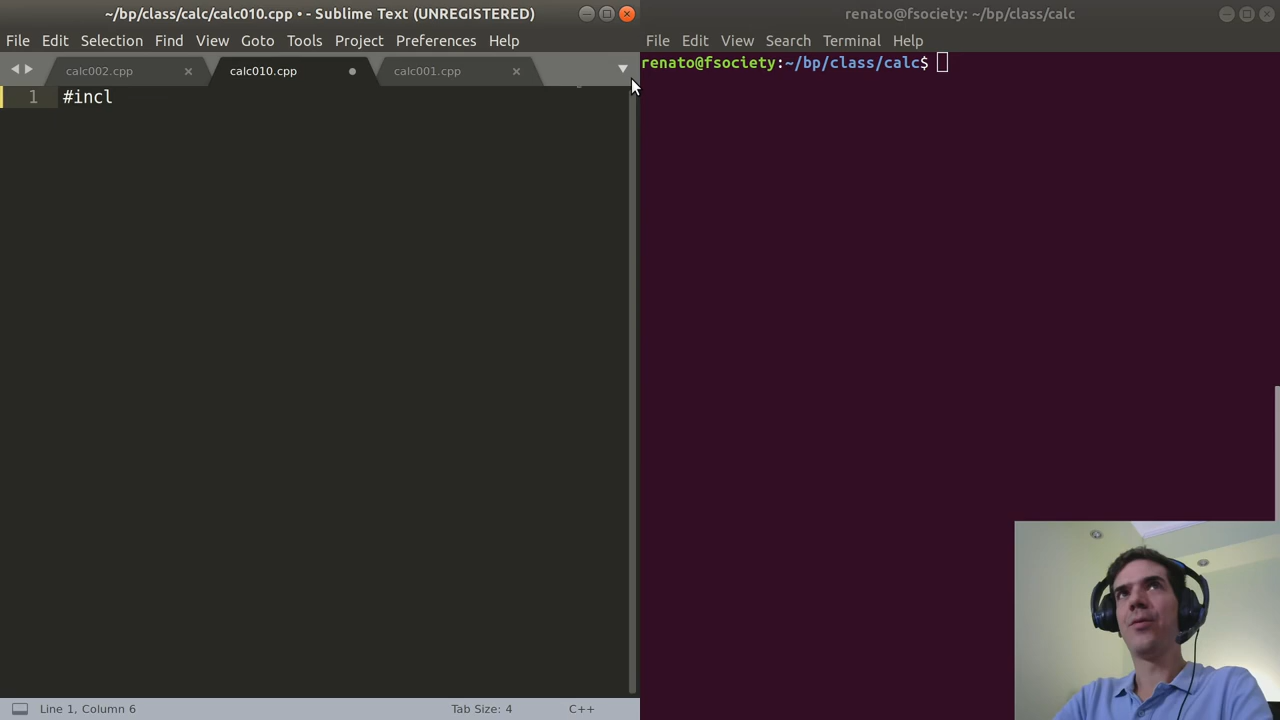 ~/bp/class/calc/calc010.cpp • - Sublime Text (UNREGISTERED)
File Edit Selection Find View Goto Tools Project Preferences Help
calc002.cpp calc010.cpp calc001.cpp
1 #incl
Line 1, Column 6 Tab Size: 4 C++
renato@fsociety: ~/bp/class/calc
File Edit View Search Terminal Help
renato@fsociety:~/bp/class/calc$